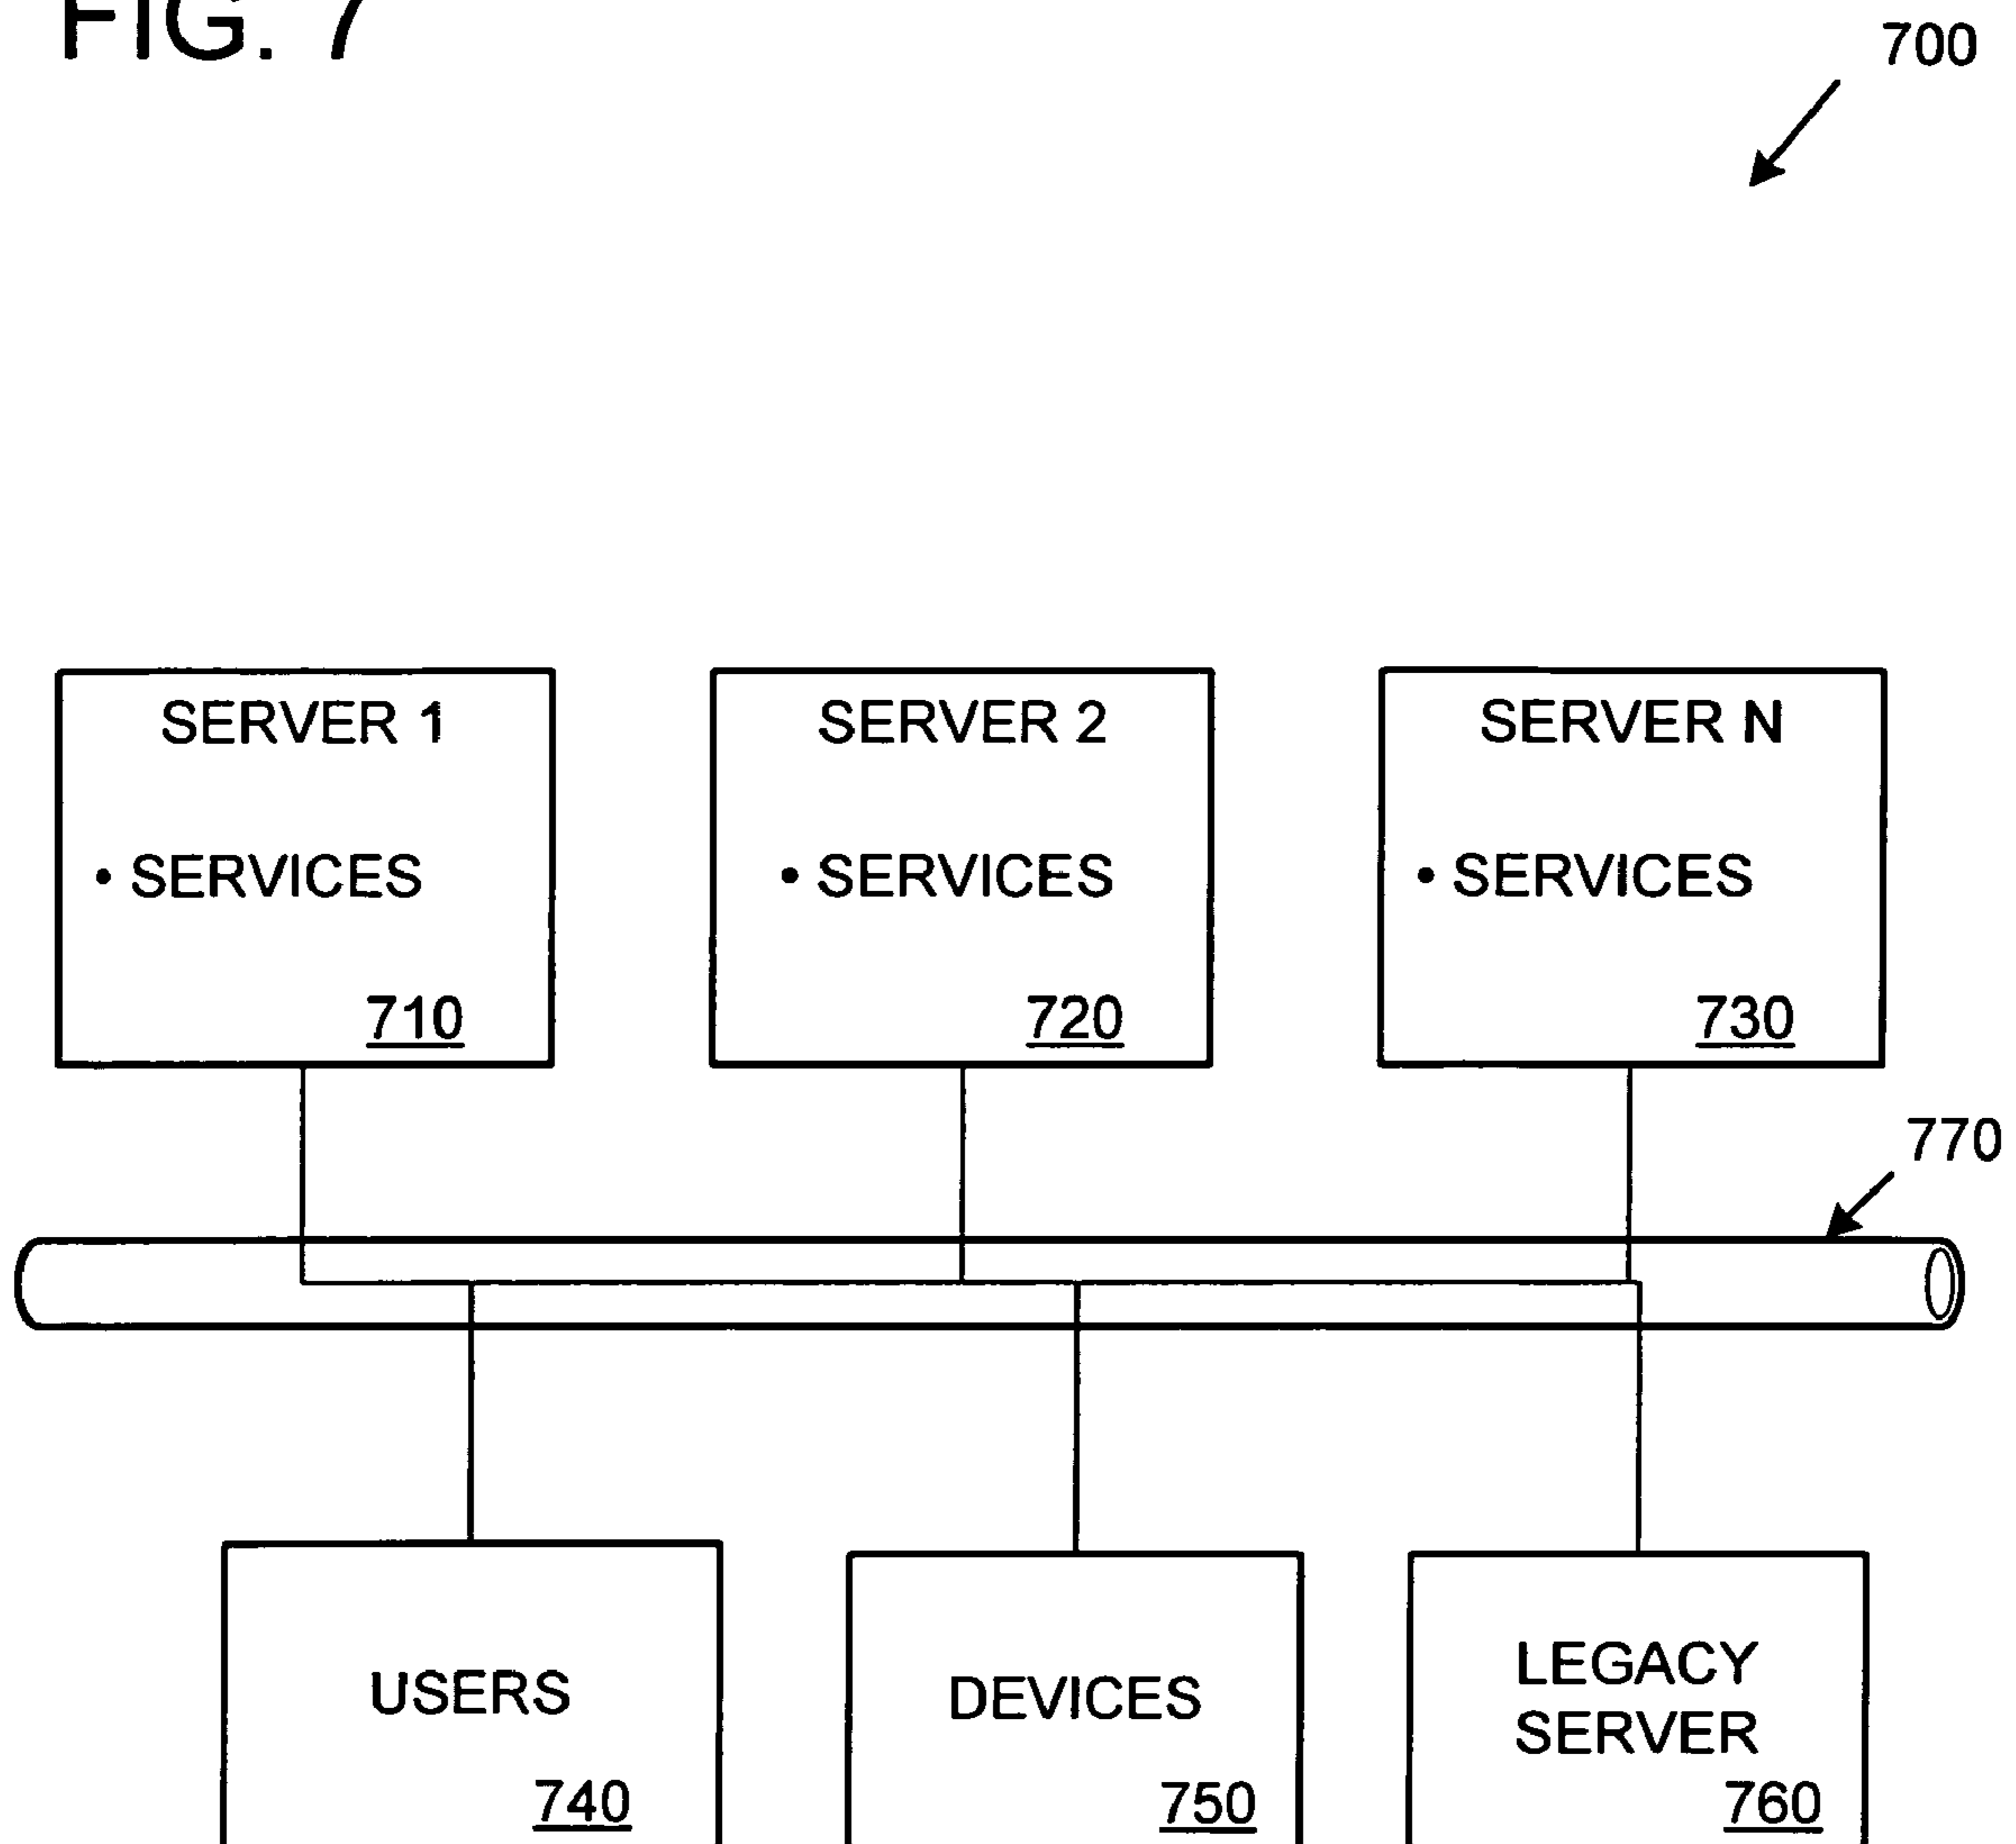 FIG. 7
700
SERVER 1
• SERVICES
710
SERVER 2
• SERVICES
720
SERVER N
• SERVICES
730
770
USERS
740
DEVICES
750
LEGACY
SERVER
760